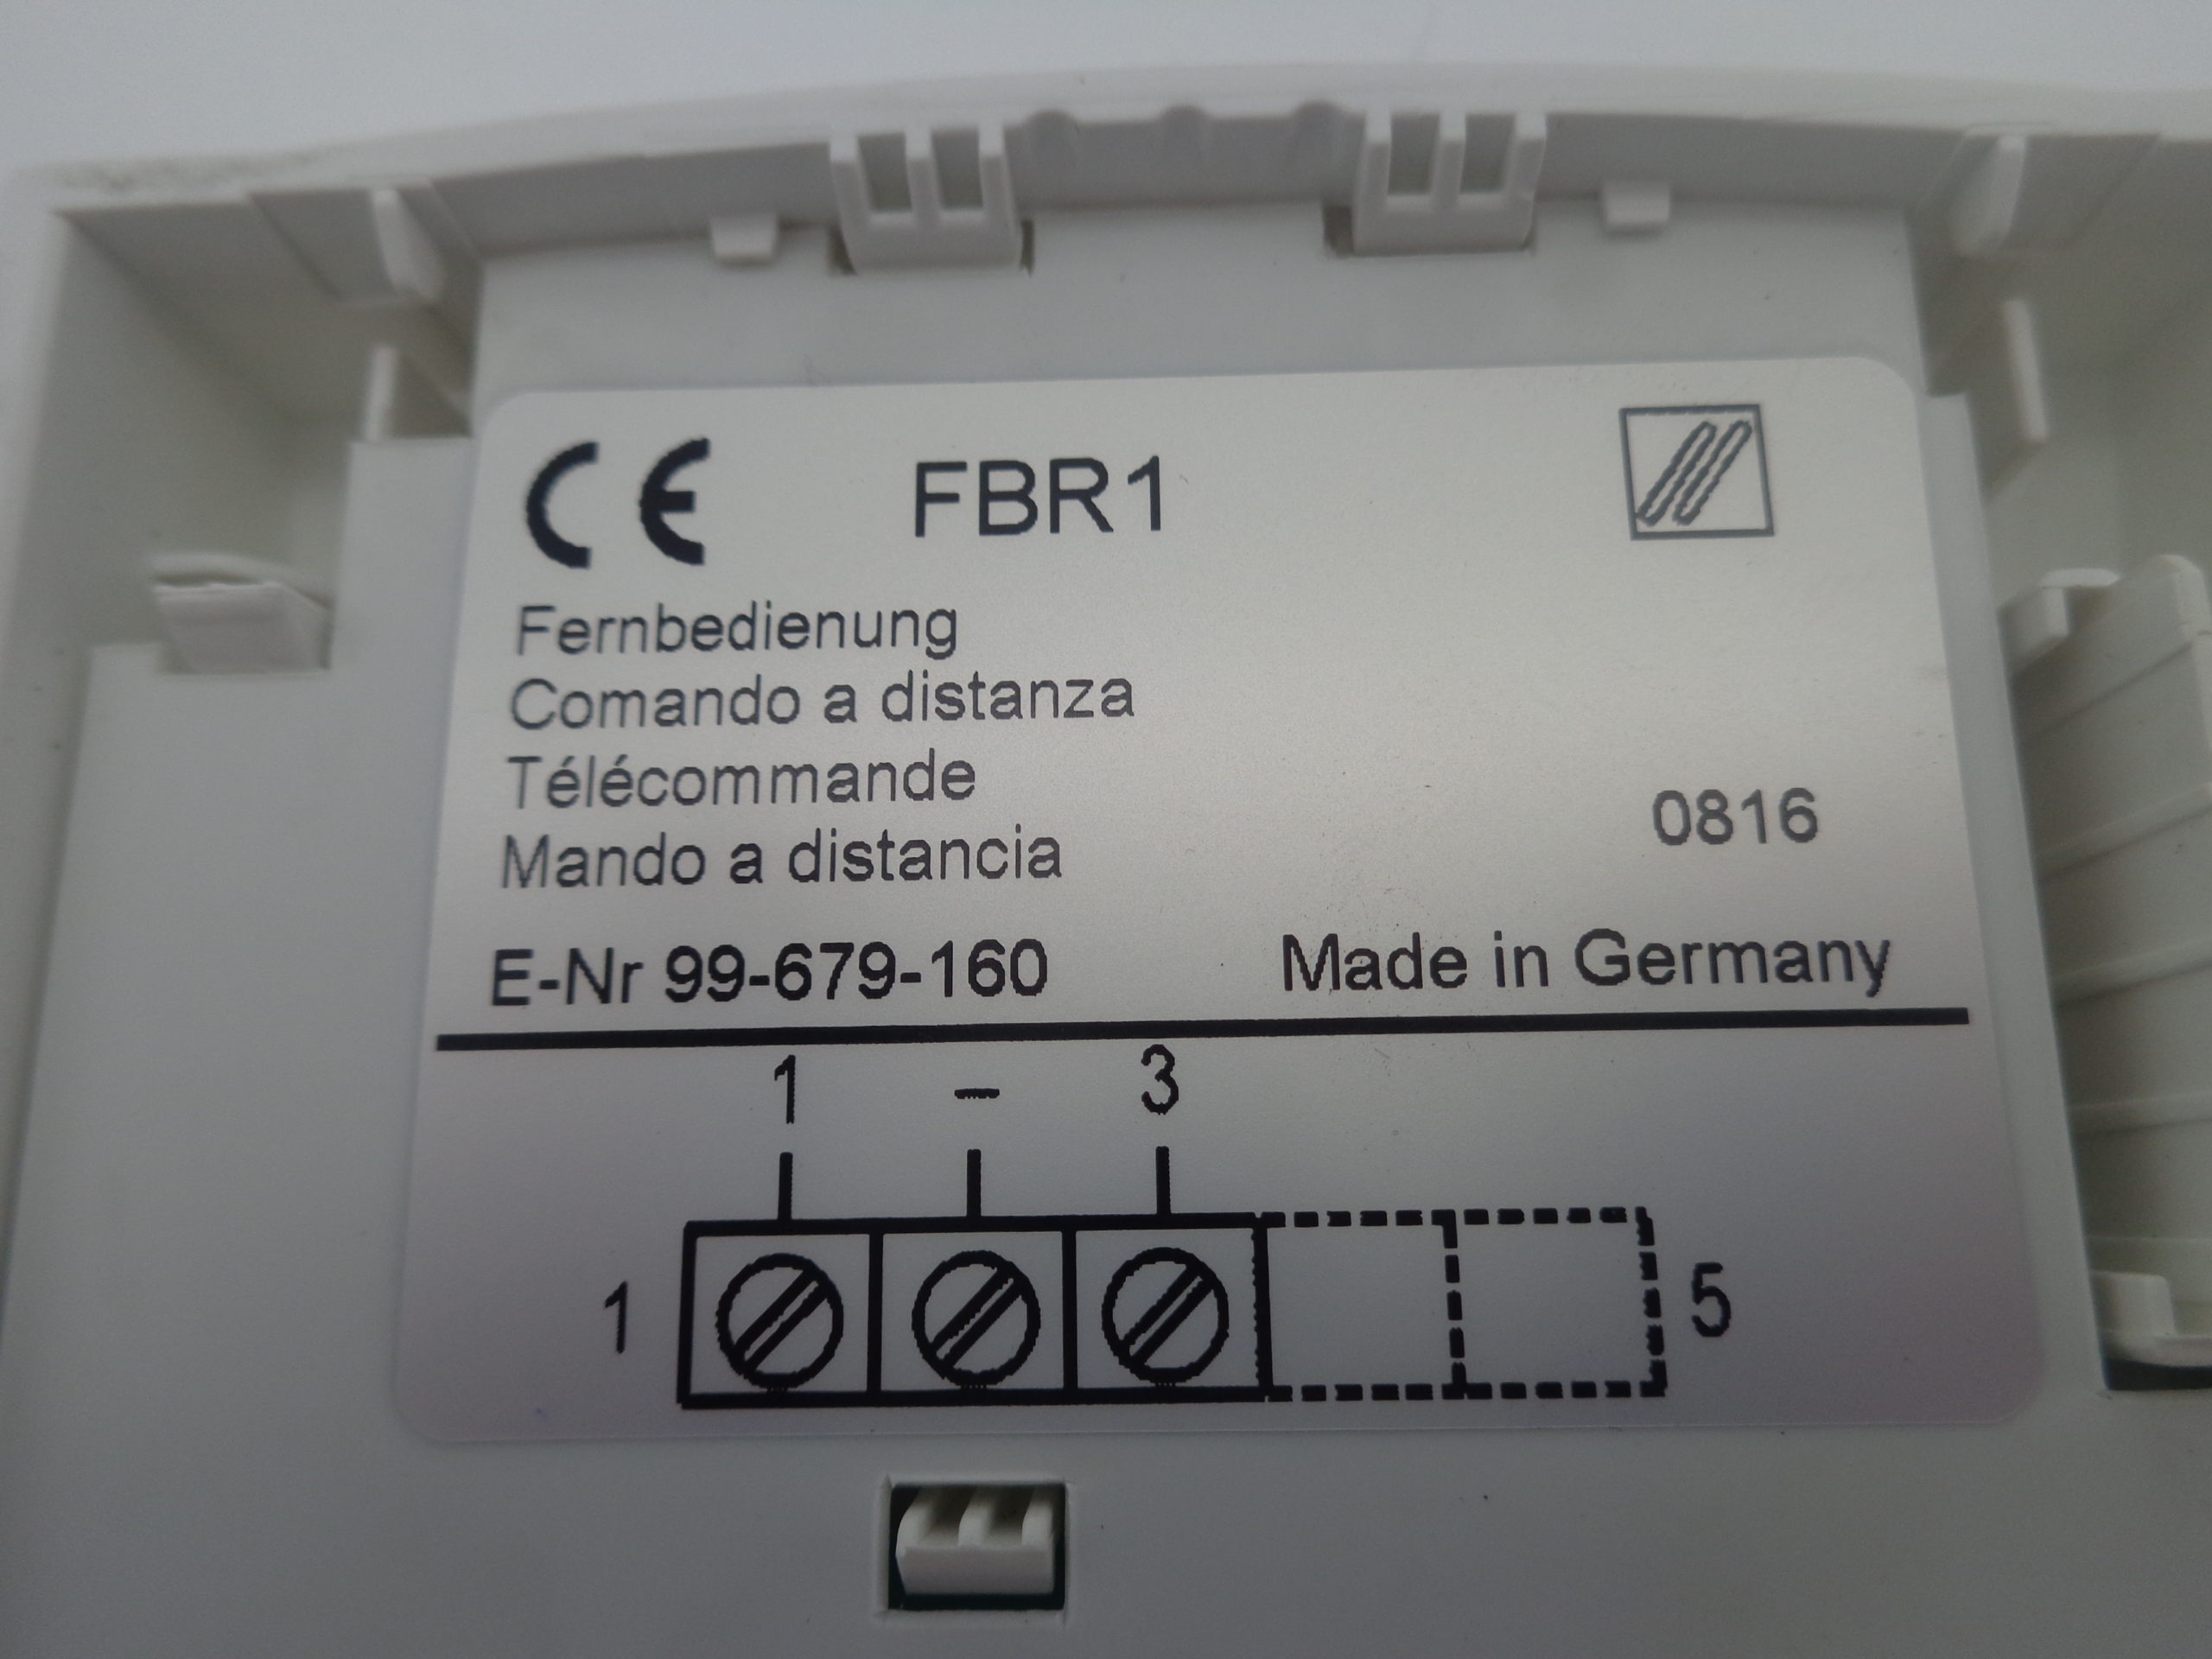 CE FBR1
Fernbedienung
Comando a distanza
Télécommande
Mando a distancia
0816
E-Nr 99-679-160 Made in Germany
1 – 3
1 5